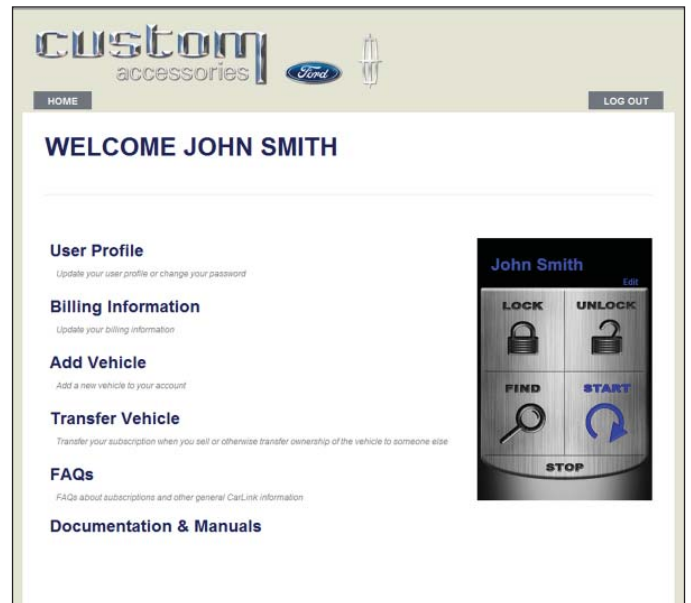 custom
accessories
Ford
HOME
LOG OUT
WELCOME JOHN SMITH
User Profile
Update your user profile or change your password
Billing Information
Update your billing information
Add Vehicle
Add a new vehicle to your account
Transfer Vehicle
Transfer your subscription when you sell or otherwise transfer ownership of the vehicle to someone else
FAQs
FAQs about subscriptions and other general CarLink information
Documentation & Manuals
John Smith
Edit
LOCK
UNLOCK
FIND
START
STOP